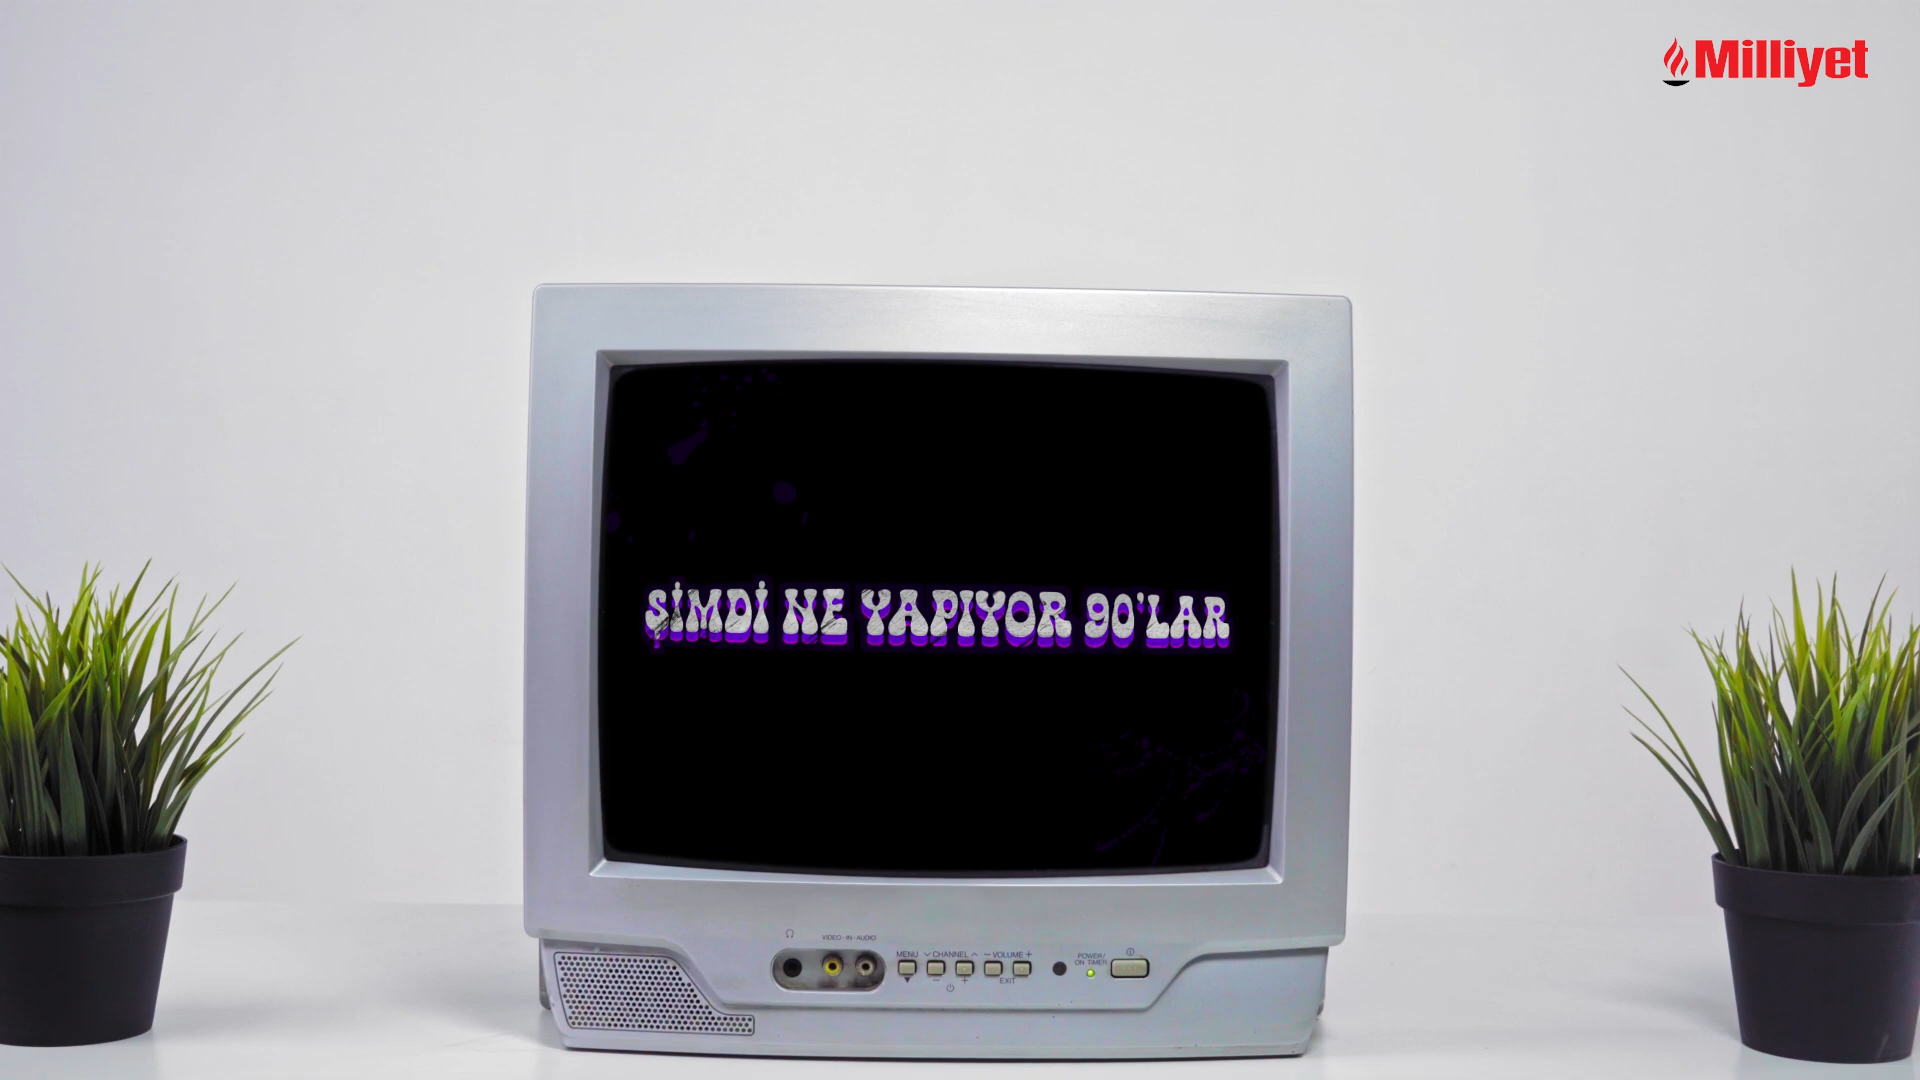 Milliyet
ŞİMDİ NE YAPIYOR 90'LAR
VIDEO - IN - AUDIO
MENU CHANNEL − VOLUME +
− + EXIT
POWER/
ON TIMER